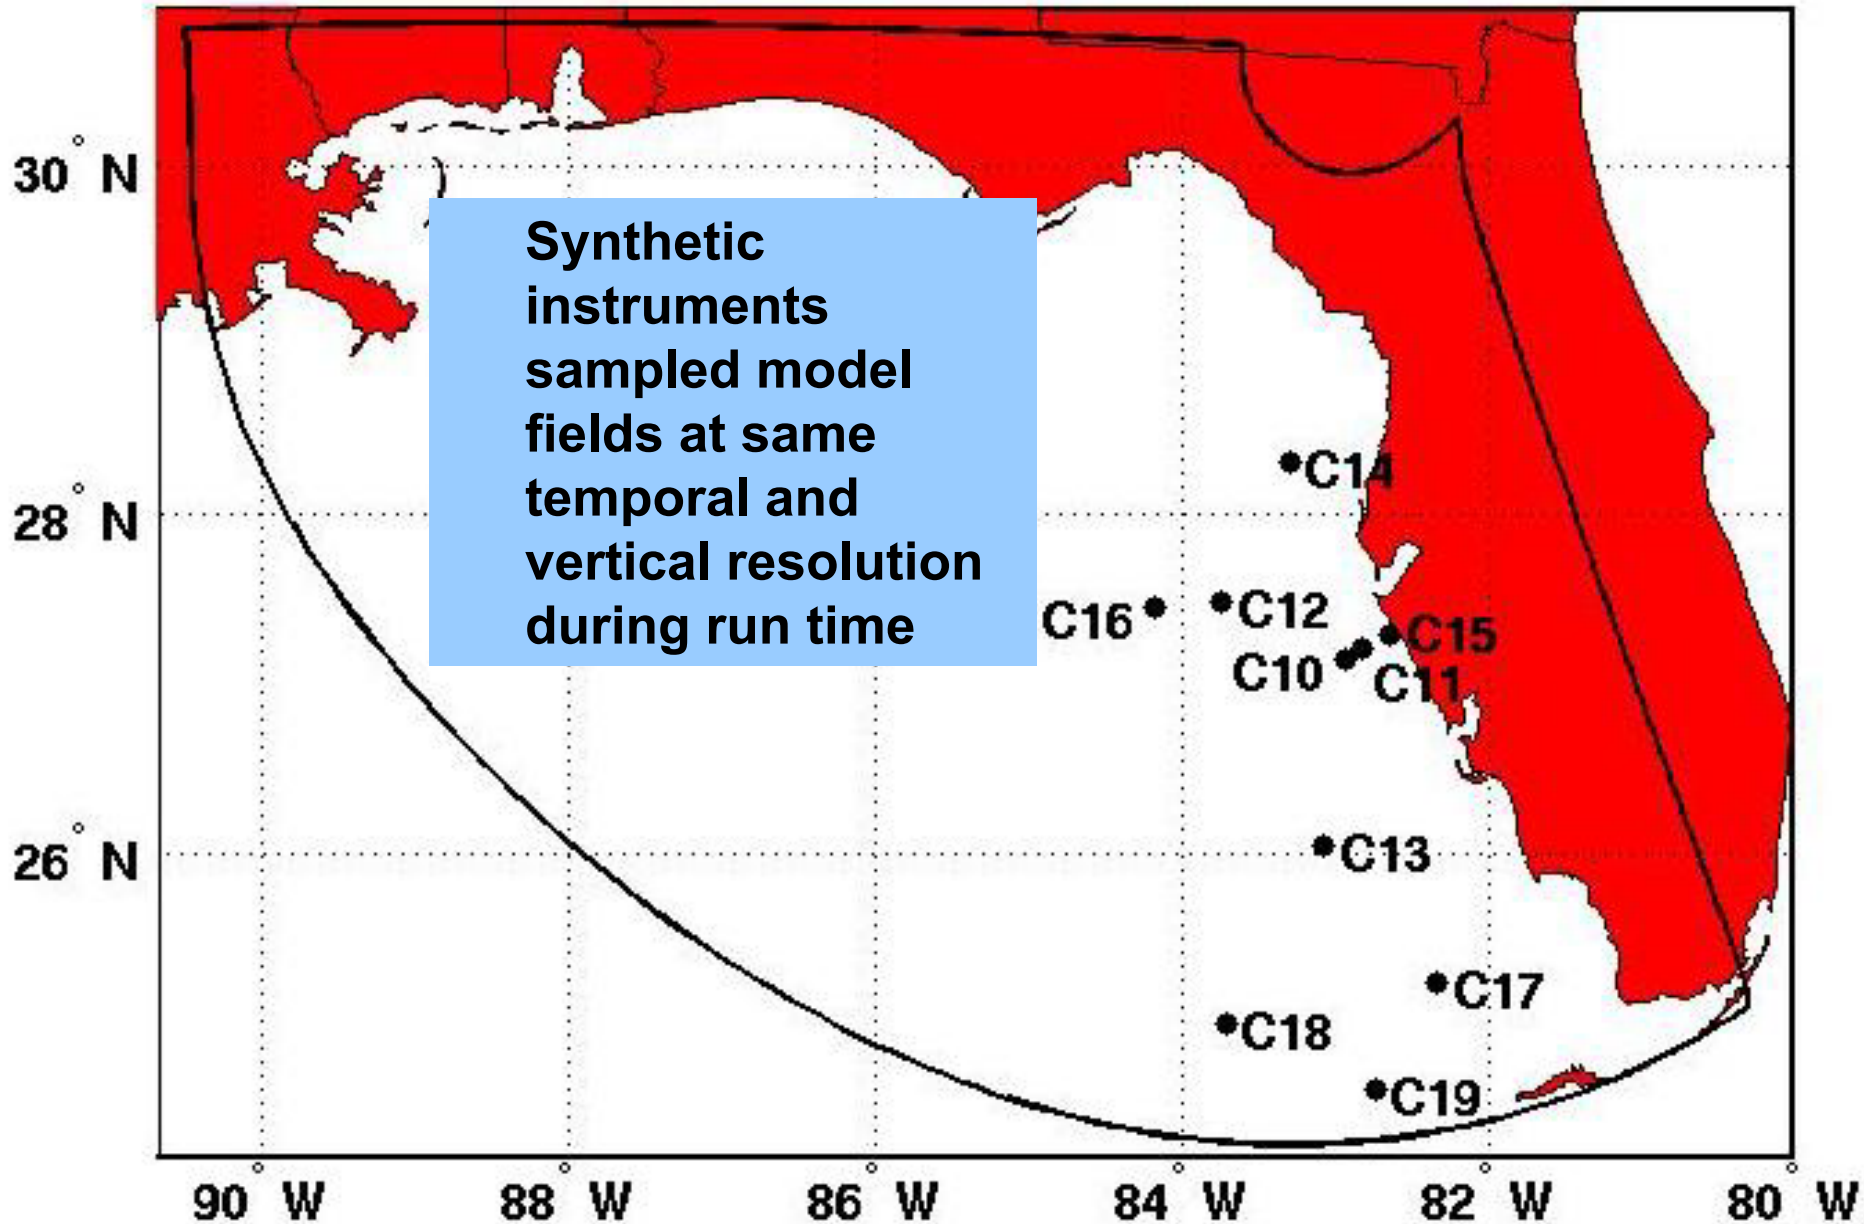 Synthetic
instruments
sampled model
fields at same
temporal and
vertical resolution
during run time
30° N
28° N
26° N
C14
C16
C12
C15
C10
C11
C13
C17
C18
C19
90° W
88° W
86° W
84° W
82° W
80° W